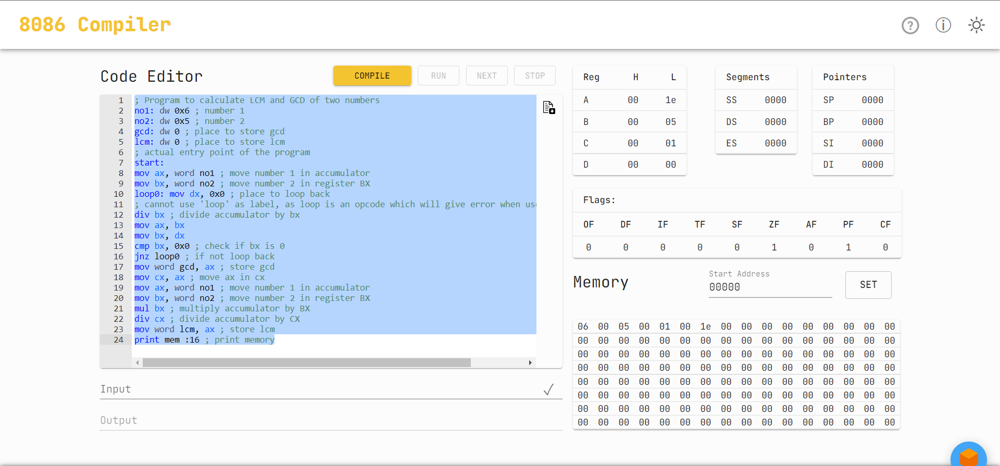 8086 Compiler
Code Editor
COMPILE
RUN
NEXT
STOP
1 ; Program to calculate LCM and GCD of two numbers
2 no1: dw 0x6 ; number 1
3 no2: dw 0x5 ; number 2
4 gcd: dw 0 ; place to store gcd
5 lcm: dw 0 ; place to store lcm
6 ; actual entry point of the program
7 start:
8 mov ax, word no1 ; move number 1 in accumulator
9 mov bx, word no2 ; move number 2 in register BX
10 loop0: mov dx, 0x0 ; place to loop back
11 ; cannot use 'loop' as label, as loop is an opcode which will give error when us
12 div bx ; divide accumulator by bx
13 mov ax, bx
14 mov bx, dx
15 cmp bx, 0x0 ; check if bx is 0
16 jnz loop0 ; if not loop back
17 mov word gcd, ax ; store gcd
18 mov cx, ax ; move ax in cx
19 mov ax, word no1 ; move number 1 in accumulator
20 mov bx, word no2 ; move number 2 in register BX
21 mul bx ; multiply accumulator by BX
22 div cx ; divide accumulator by CX
23 mov word lcm, ax ; store lcm
24 print mem :16 ; print memory
Input
Output
Reg H L
A 00 1e
B 00 05
C 00 01
D 00 00
Segments
SS 0000
DS 0000
ES 0000
Pointers
SP 0000
BP 0000
SI 0000
DI 0000
Flags:
OF DF IF TF SF ZF AF PF CF
0 0 0 0 0 1 0 1 0
Memory
Start Address
00000
SET
06 00 05 00 01 00 1e 00 00 00 00 00 00 00 00 00
00 00 00 00 00 00 00 00 00 00 00 00 00 00 00 00
00 00 00 00 00 00 00 00 00 00 00 00 00 00 00 00
00 00 00 00 00 00 00 00 00 00 00 00 00 00 00 00
00 00 00 00 00 00 00 00 00 00 00 00 00 00 00 00
00 00 00 00 00 00 00 00 00 00 00 00 00 00 00 00
00 00 00 00 00 00 00 00 00 00 00 00 00 00 00 00
00 00 00 00 00 00 00 00 00 00 00 00 00 00 00 00